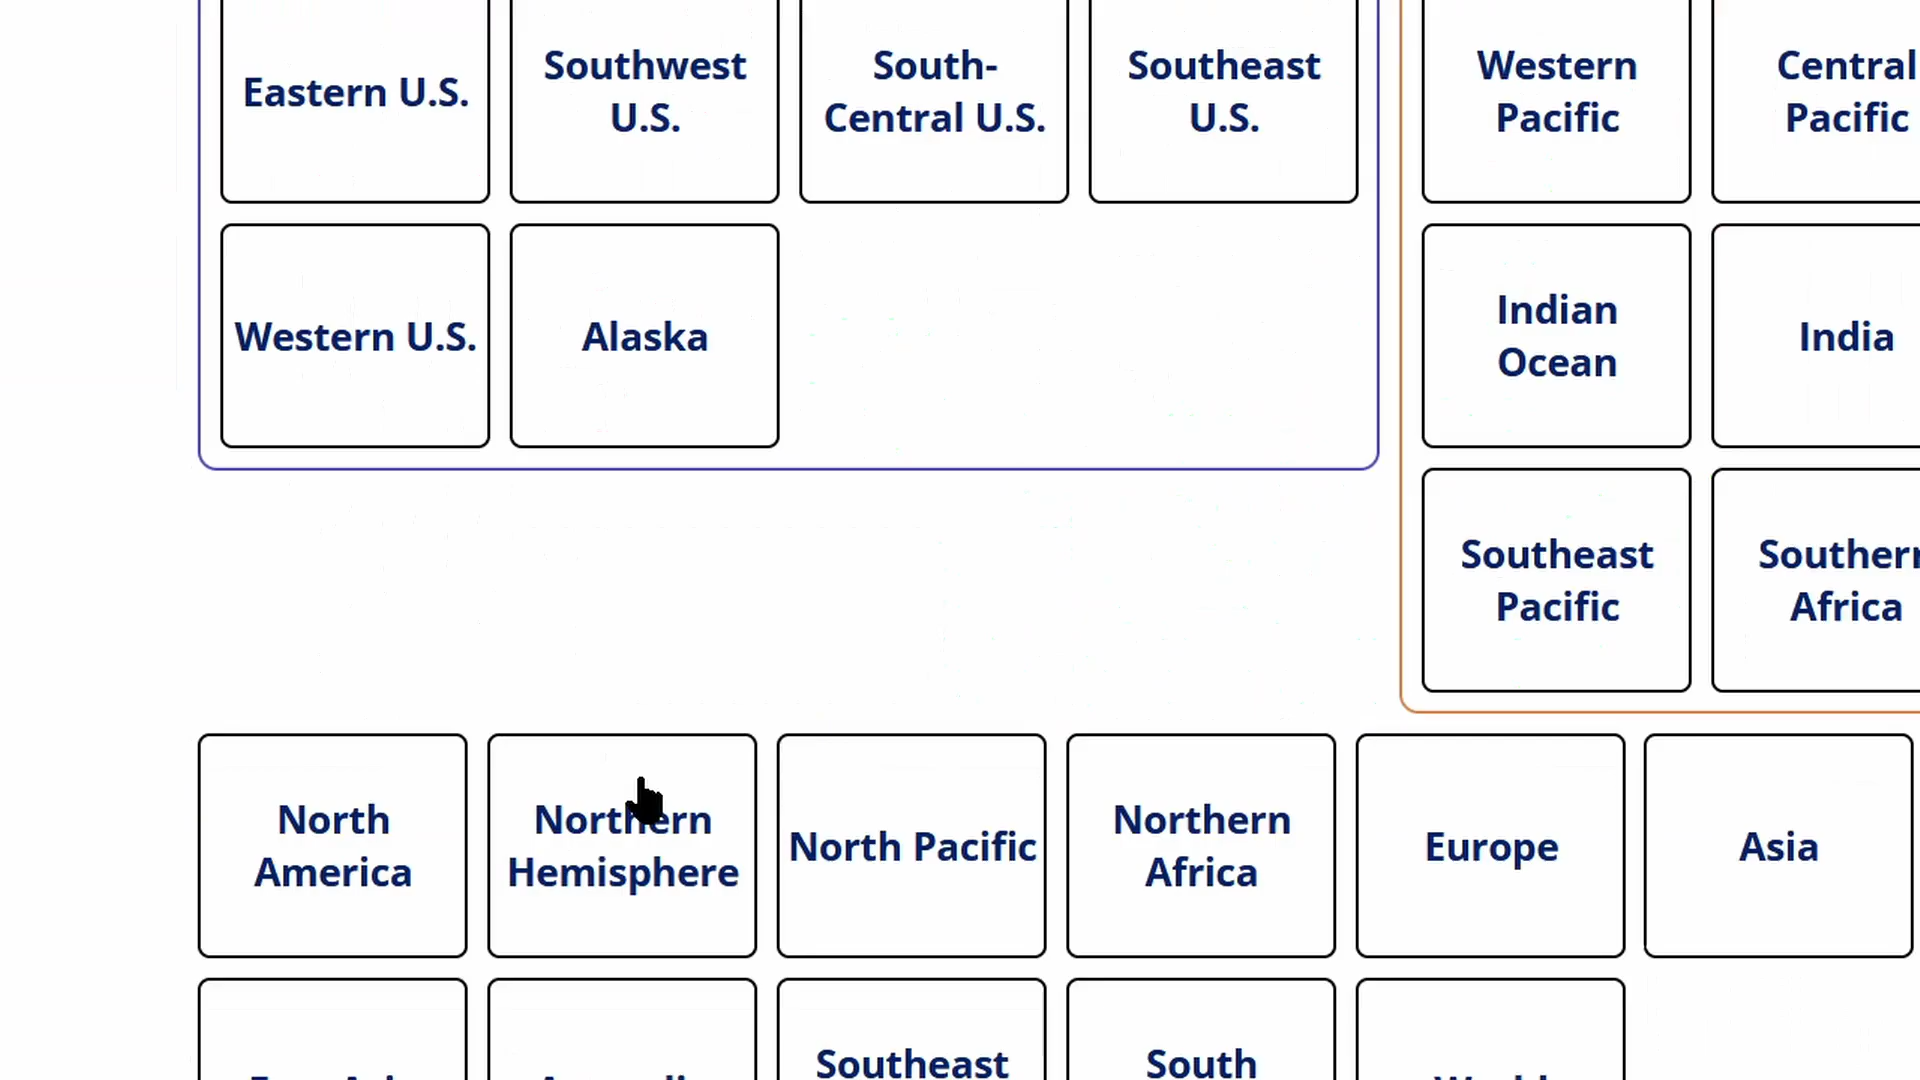 Eastern U.S.
Southwest
U.S.
South-
Central U.S.
Southeast
U.S.
Western
Pacific
Central
Pacific
Western U.S.
Alaska
Indian
Ocean
India
Southeast
Pacific
Southern
Africa
North
America
Northern
Hemisphere
North Pacific
Northern
Africa
Europe
Asia
Southeast
South